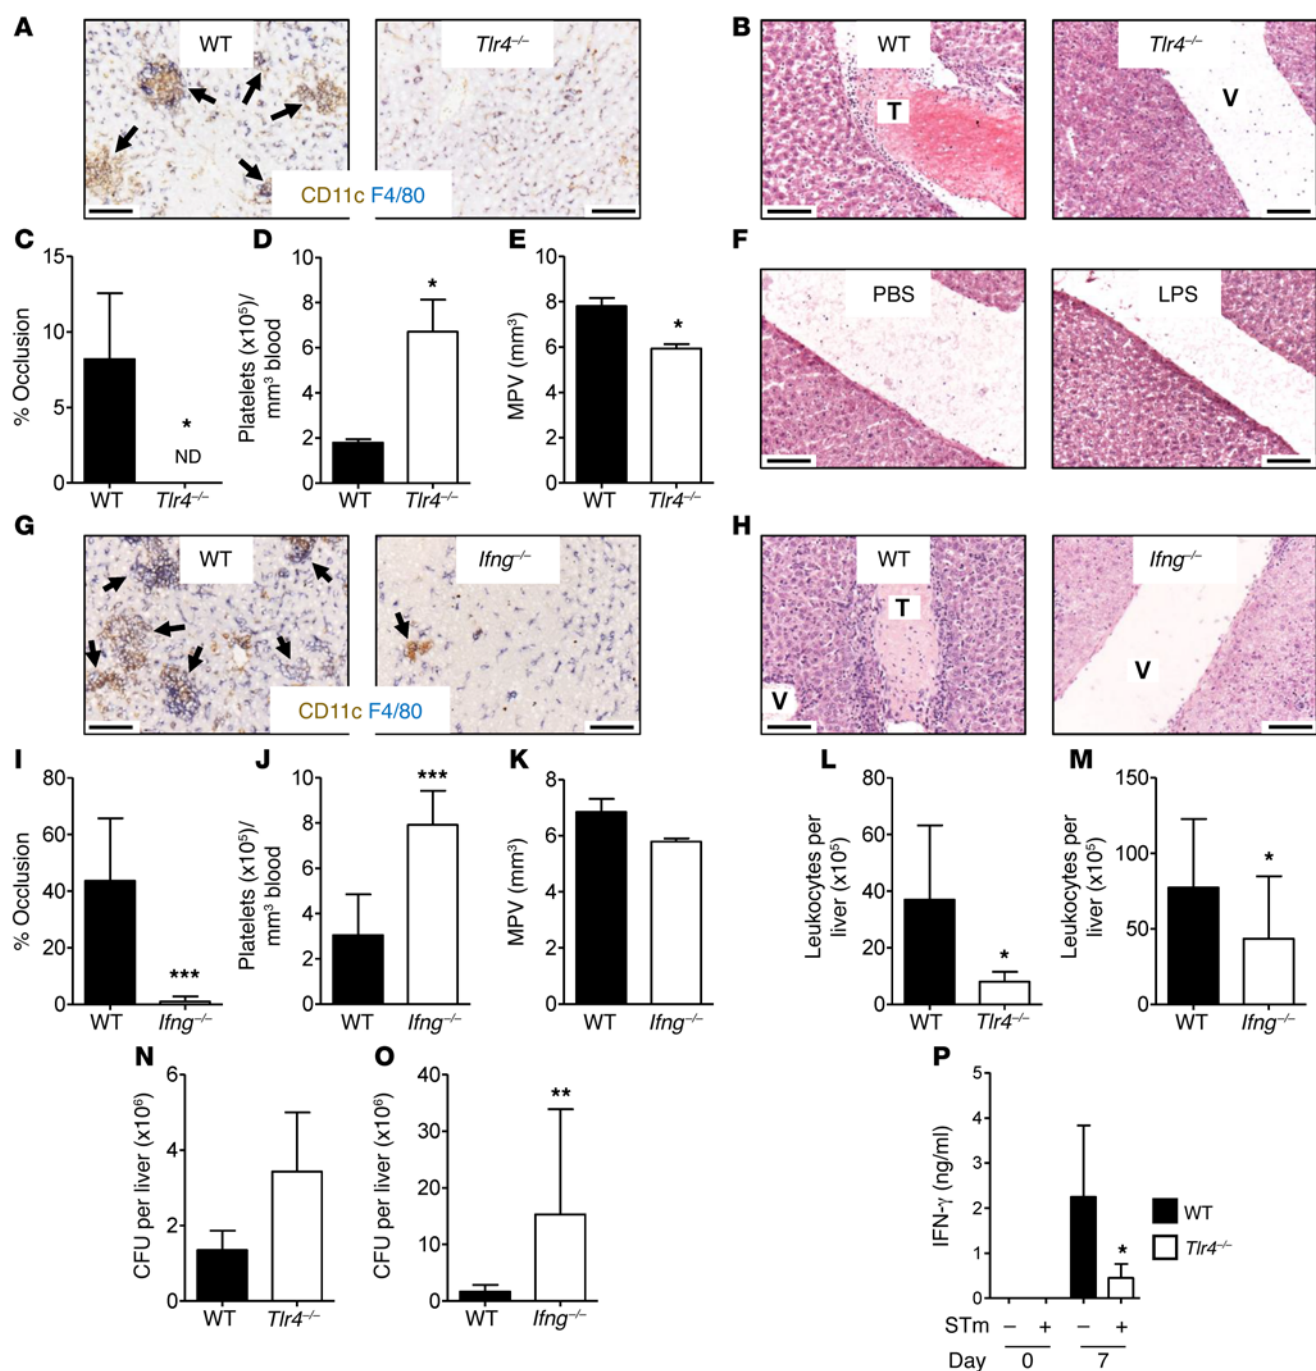 A
WT
Tlr4–/–
CD11c F4/80
B
WT
T
Tlr4–/–
V
C
% Occlusion
15
10
5
0
*
ND
WT
Tlr4–/–
D
Platelets (x10⁵)/
mm³ blood
10
8
6
4
2
0
*
WT
Tlr4–/–
E
MPV (mm³)
10
8
6
4
2
0
*
WT
Tlr4–/–
F
PBS
LPS
G
WT
Ifng–/–
CD11c F4/80
H
WT
T
V
Ifng–/–
V
I
% Occlusion
80
60
40
20
0
***
WT
Ifng–/–
J
Platelets (x10⁵)/
mm³ blood
10
8
6
4
2
0
***
WT
Ifng–/–
K
MPV (mm³)
8
6
4
2
0
WT
Ifng–/–
L
Leukocytes per
liver (x10⁵)
80
60
40
20
0
*
WT
Tlr4–/–
M
Leukocytes per
liver (x10⁵)
150
100
50
0
*
WT
Ifng–/–
N
CFU per liver (x10⁶)
6
4
2
0
WT
Tlr4–/–
O
CFU per liver (x10⁶)
40
30
20
10
0
**
WT
Ifng–/–
P
IFN-γ (ng/ml)
5
4
3
2
1
0
*
WT
Tlr4–/–
STm – + – +
Day 0 7